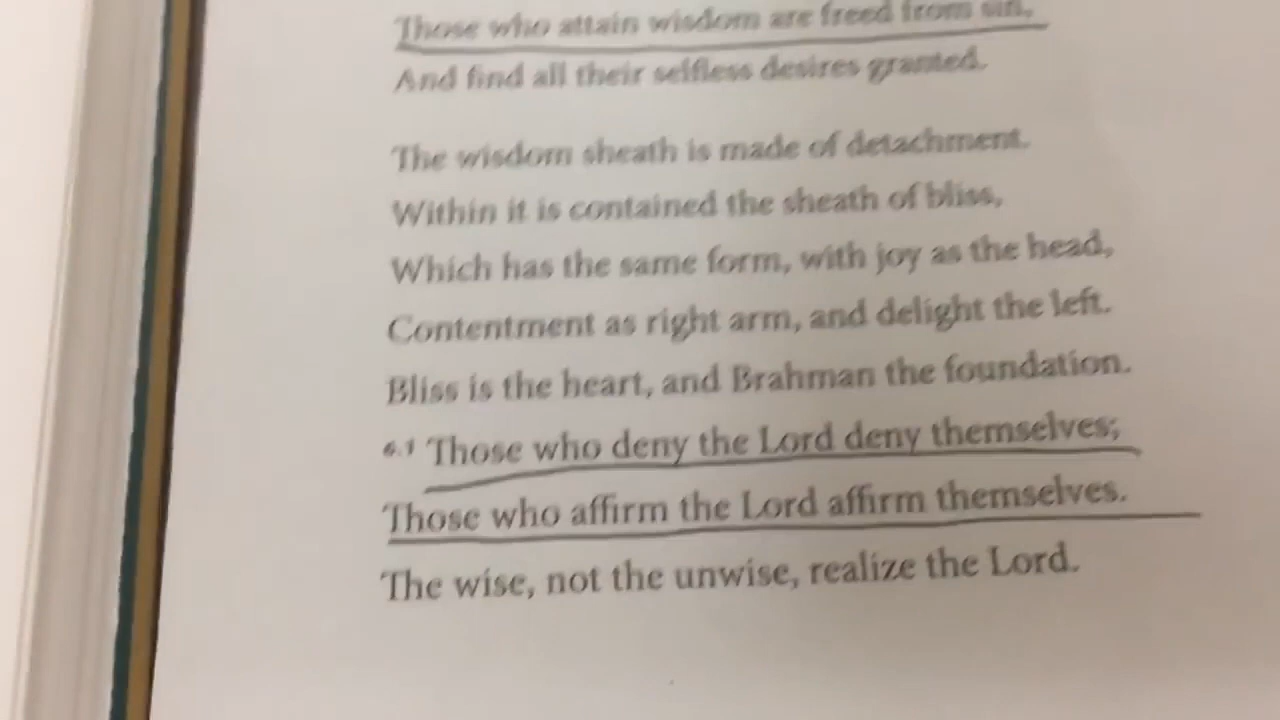 Those who attain wisdom are freed from sin,
And find all their selfless desires granted.
The wisdom sheath is made of detachment.
Within it is contained the sheath of bliss,
Which has the same form, with joy as the head,
Contentment as right arm, and delight the left.
Bliss is the heart, and Brahman the foundation.
6.1 Those who deny the Lord deny themselves;
Those who affirm the Lord affirm themselves.
The wise, not the unwise, realize the Lord.